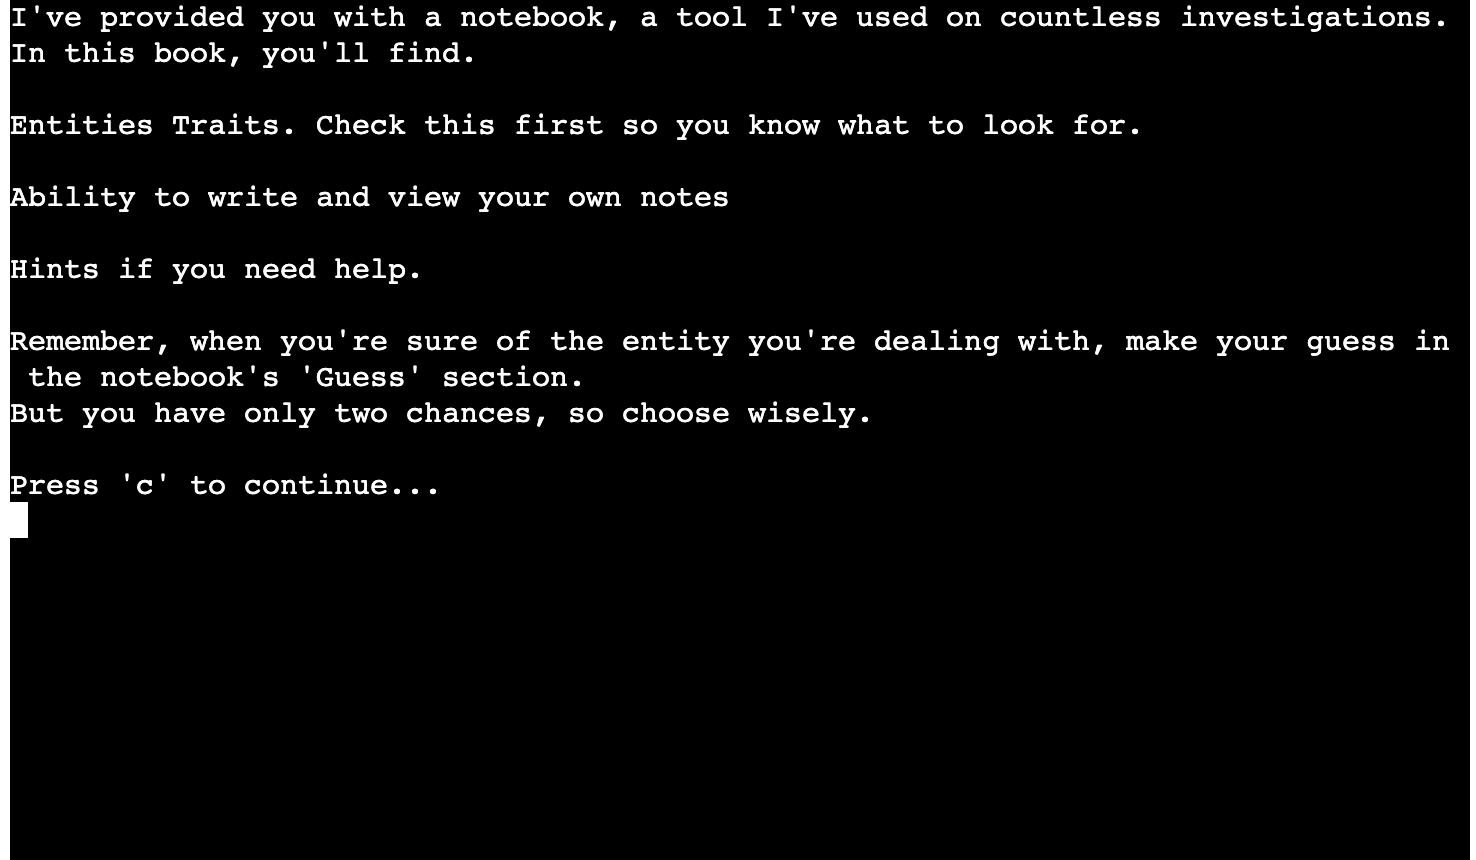 I've provided you with a notebook, a tool I've used on countless investigations.
In this book, you'll find.
Entities Traits. Check this first so you know what to look for.
Ability to write and view your own notes
Hints if you need help.
Remember, when you're sure of the entity you're dealing with, make your guess in
the notebook's 'Guess' section.
But you have only two chances, so choose wisely.
Press 'c' to continue...